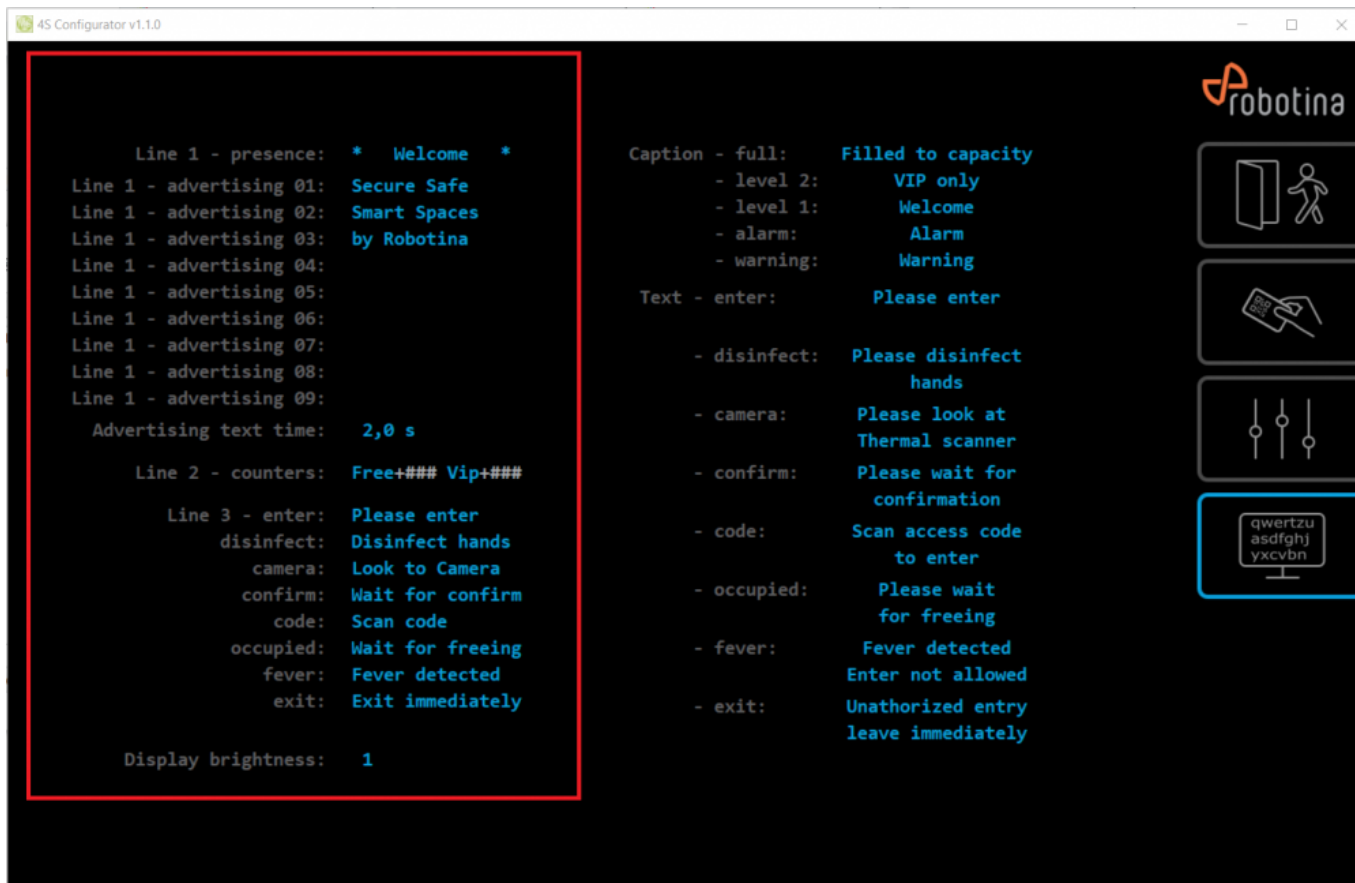 4S Configurator v1.1.0
robotina
Line 1 - presence: * Welcome *
Line 1 - advertising 01: Secure Safe
Line 1 - advertising 02: Smart Spaces
Line 1 - advertising 03: by Robotina
Line 1 - advertising 04:
Line 1 - advertising 05:
Line 1 - advertising 06:
Line 1 - advertising 07:
Line 1 - advertising 08:
Line 1 - advertising 09:
Advertising text time: 2,0 s
Line 2 - counters: Free+### Vip+###
Line 3 - enter: Please enter
disinfect: Disinfect hands
camera: Look to Camera
confirm: Wait for confirm
code: Scan code
occupied: Wait for freeing
fever: Fever detected
exit: Exit immediately
Display brightness: 1
Caption - full: Filled to capacity
- level 2: VIP only
- level 1: Welcome
- alarm: Alarm
- warning: Warning
Text - enter: Please enter
- disinfect: Please disinfect
hands
- camera: Please look at
Thermal scanner
- confirm: Please wait for
confirmation
- code: Scan access code
to enter
- occupied: Please wait
for freeing
- fever: Fever detected
Enter not allowed
- exit: Unathorized entry
leave immediately
qwertzu
asdfghj
yxcvbn